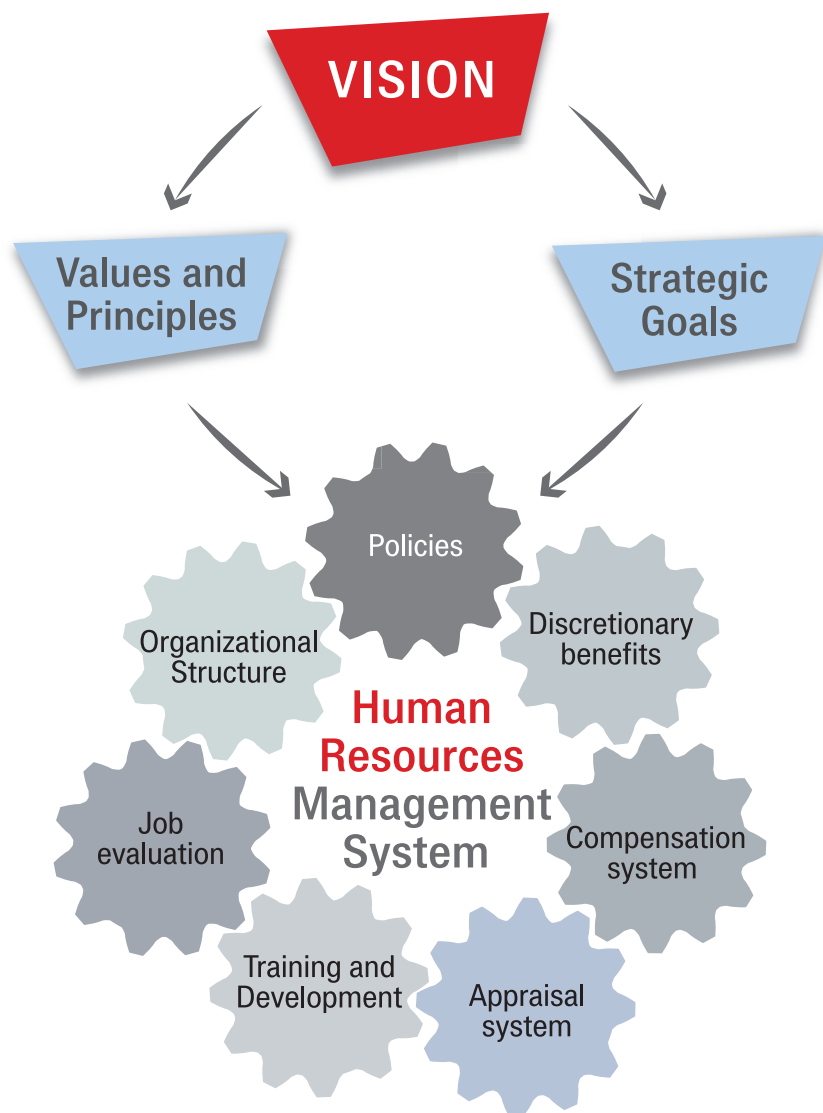 VISION
Values and
Principles
Strategic
Goals
Policies
Organizational
Structure
Discretionary
benefits
Human
Resources
Management
System
Job
evaluation
Compensation
system
Training and
Development
Appraisal
system